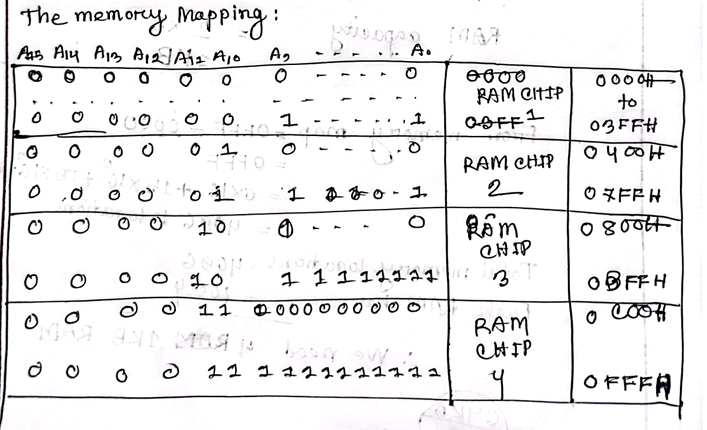 The memory Mapping :
A15 A14 A13 A12 A11 A10 A9 - - - - - A0
0 0 0 0 0 0 0 - - - - 0 RAM CHIP 1 0000H to 03FFH
. . . . . . . . . . . . . . . . . .
0 0 0 0 0 0 1 - - - . . . 1
0 0 0 0 0 1 0 - - . . 0 RAM CHIP 2 0400H
0 0 0 0 0 1 1 1 - 1 07FFH
0 0 0 0 1 0 0 - - - 0 RAM CHIP 3 0800H
0 0 0 0 1 0 1 1 1 1 1 1 1 1 0BFFH
0 0 0 0 1 1 0 0 0 0 0 0 0 0 0 0 RAM CHIP 4 0C00H
0 0 0 0 1 1 1 1 1 1 1 1 1 1 1 1 0FFFH